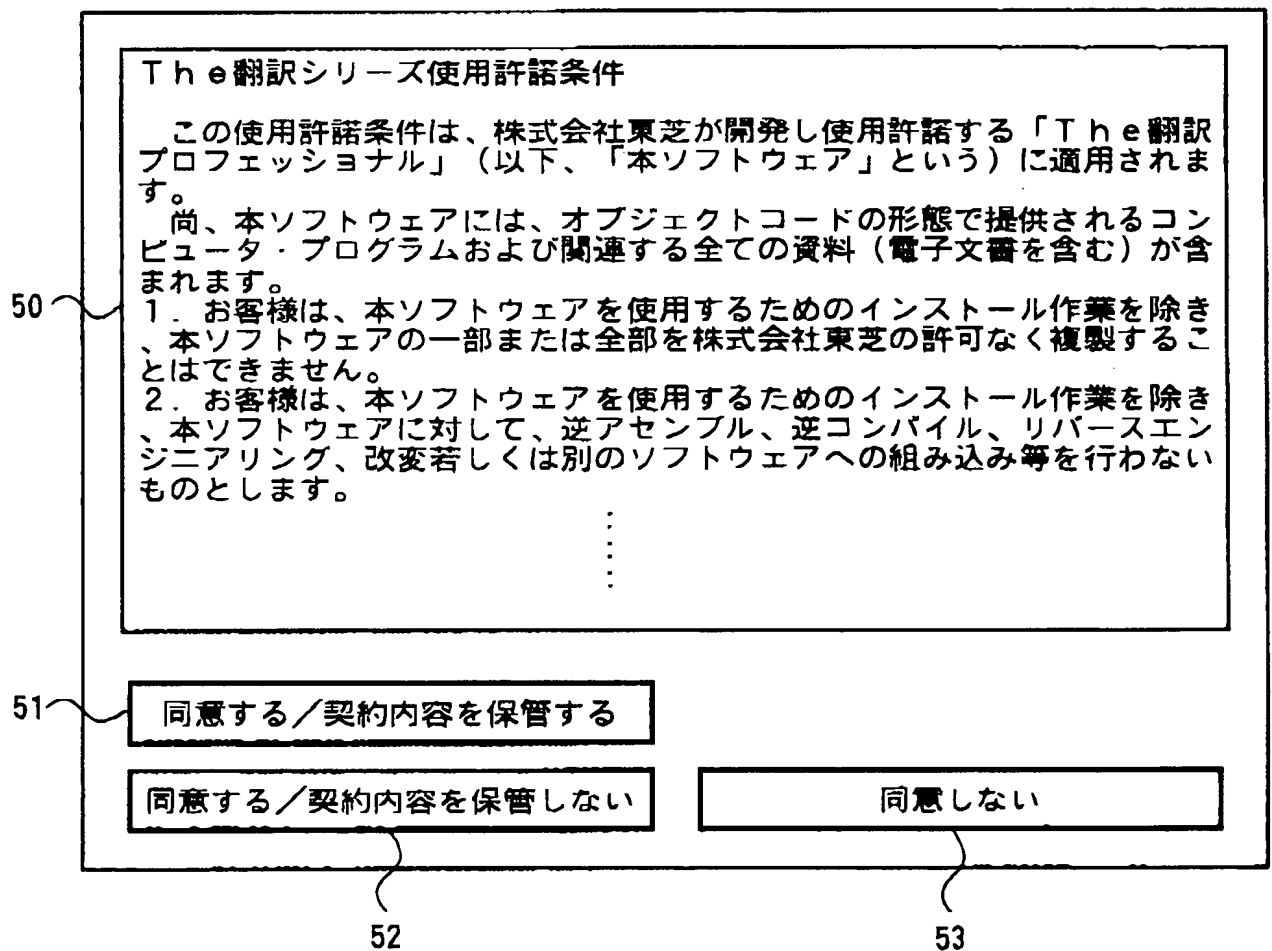 Ｔｈｅ翻訳シリーズ使用許諾条件
この使用許諾条件は、株式会社東芝が開発し使用許諾する「Ｔｈｅ翻訳
プロフェッショナル」（以下、「本ソフトウェア」という）に適用されま
す。
尚、本ソフトウェアには、オブジェクトコードの形態で提供されるコン
ピュータ・プログラムおよび関連する全ての資料（電子文書を含む）が含
まれます。
50
１．お客様は、本ソフトウェアを使用するためのインストール作業を除き
、本ソフトウェアの一部または全部を株式会社東芝の許可なく複製するこ
とはできません。
２．お客様は、本ソフトウェアを使用するためのインストール作業を除き
、本ソフトウェアに対して、逆アセンブル、逆コンパイル、リバースエン
ジニアリング、改変若しくは別のソフトウェアへの組み込み等を行わない
ものとします。
51
同意する／契約内容を保管する
同意する／契約内容を保管しない
同意しない
52
53